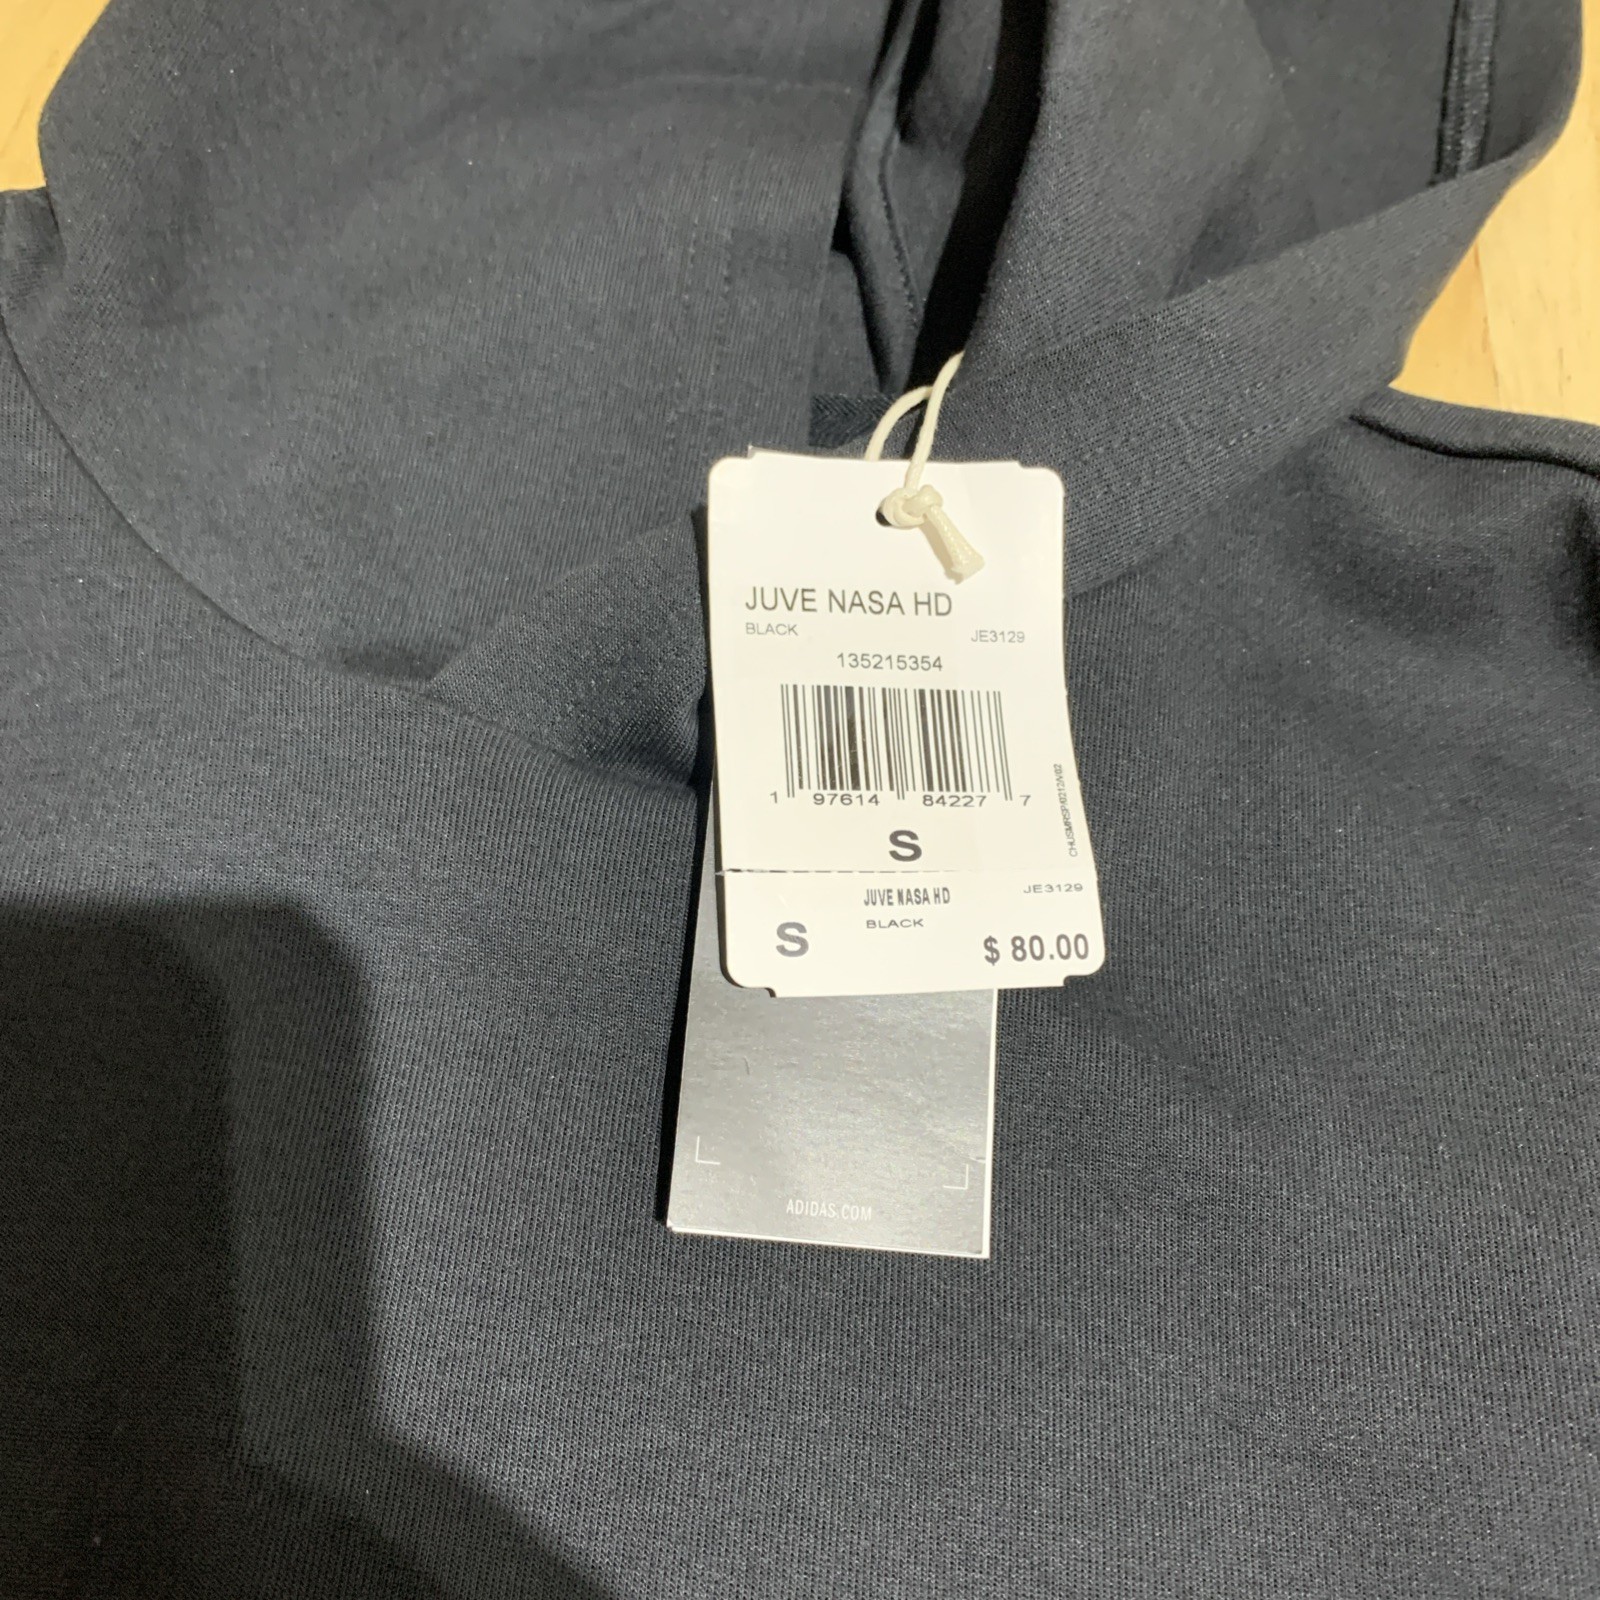 JUVE NASA HD
BLACK JE3129
135215354
1 97614 84227 7
S
JUVE NASA HD JE3129
BLACK
S $ 80.00
ADIDAS.COM